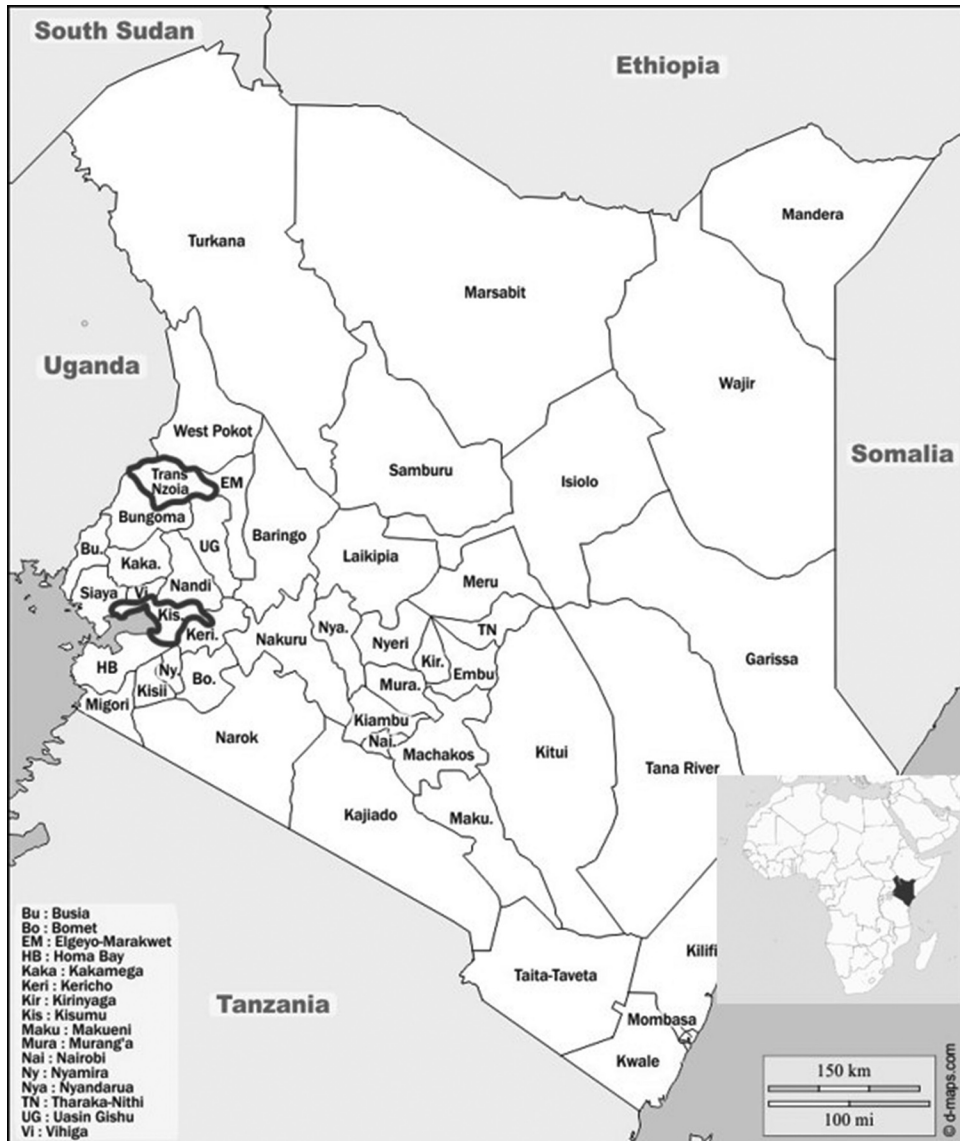 South Sudan
Ethiopia
Mandera
Turkana
Marsabit
Uganda
Wajir
West Pokot
Somalia
Samburu
Trans
Nzoia
EM
Isiolo
Bungoma
Baringo
Bu.
UG
Laikipia
Kaka.
Meru
Siaya
Vi.
Nandi
Kis.
Nya.
TN
Keri.
Nakuru
Nyeri
Kir.
Garissa
HB
Ny.
Embu
Bo.
Mura.
Kisii
Migori
Kiambu
Narok
Nai.
Machakos
Kitui
Tana River
Kajiado
Maku.
Bu : Busia
Bo : Bomet
EM : Elgeyo-Marakwet
HB : Homa Bay
Kaka : Kakamega
Keri : Kericho
Kir : Kirinyaga
Kis : Kisumu
Maku : Makueni
Mura : Murang'a
Nai : Nairobi
Ny : Nyamira
Nya : Nyandarua
TN : Tharaka-Nithi
UG : Uasin Gishu
Vi : Vihiga
Tanzania
Kilifi
Taita-Taveta
Mombasa
Kwale
150 km
100 mi
© d-maps.com